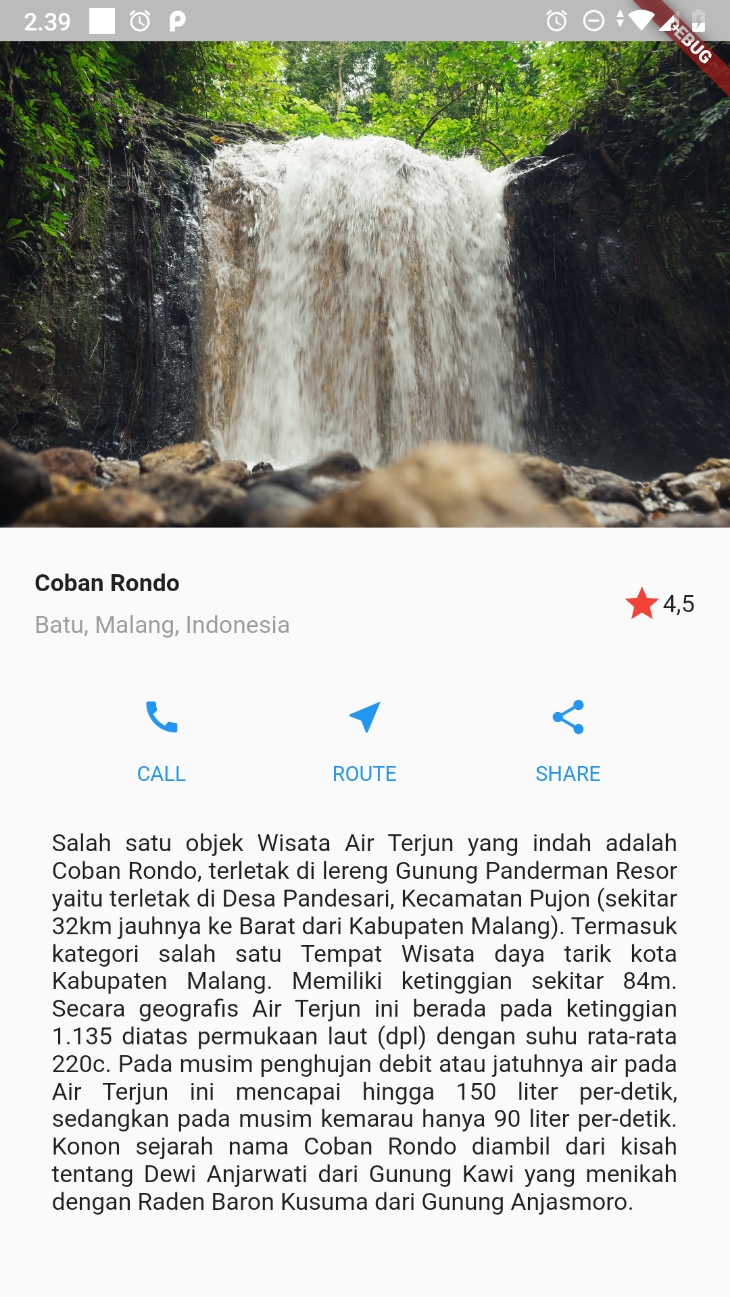 2.39
DEBUG
Coban Rondo
Batu, Malang, Indonesia
4,5
CALL
ROUTE
SHARE
Salah satu objek Wisata Air Terjun yang indah adalah
Coban Rondo, terletak di lereng Gunung Panderman Resor
yaitu terletak di Desa Pandesari, Kecamatan Pujon (sekitar
32km jauhnya ke Barat dari Kabupaten Malang). Termasuk
kategori salah satu Tempat Wisata daya tarik kota
Kabupaten Malang. Memiliki ketinggian sekitar 84m.
Secara geografis Air Terjun ini berada pada ketinggian
1.135 diatas permukaan laut (dpl) dengan suhu rata-rata
220c. Pada musim penghujan debit atau jatuhnya air pada
Air Terjun ini mencapai hingga 150 liter per-detik,
sedangkan pada musim kemarau hanya 90 liter per-detik.
Konon sejarah nama Coban Rondo diambil dari kisah
tentang Dewi Anjarwati dari Gunung Kawi yang menikah
dengan Raden Baron Kusuma dari Gunung Anjasmoro.